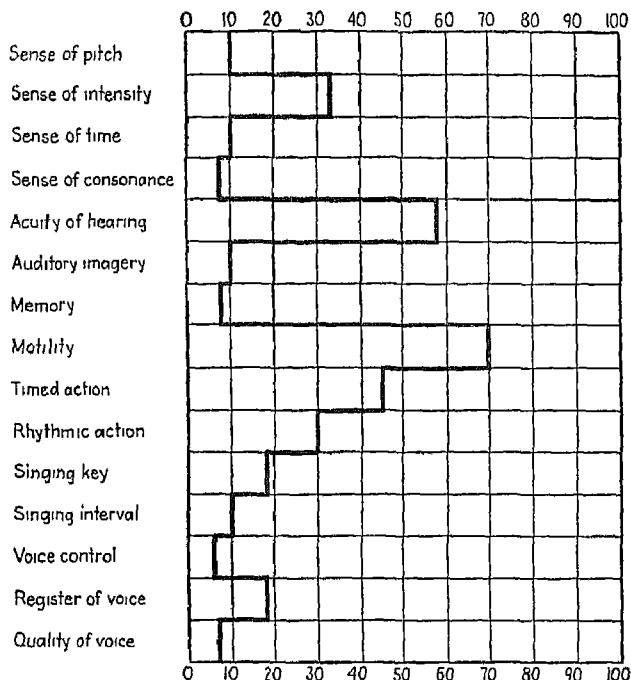 0 10 20 30 40 50 60 70 80 90 100
Sense of pitch
Sense of intensity
Sense of time
Sense of consonance
Acuity of hearing
Auditory imagery
Memory
Motility
Timed action
Rhythmic action
Singing key
Singing interval
Voice control
Register of voice
Quality of voice
0 10 20 30 40 50 60 70 80 90 100